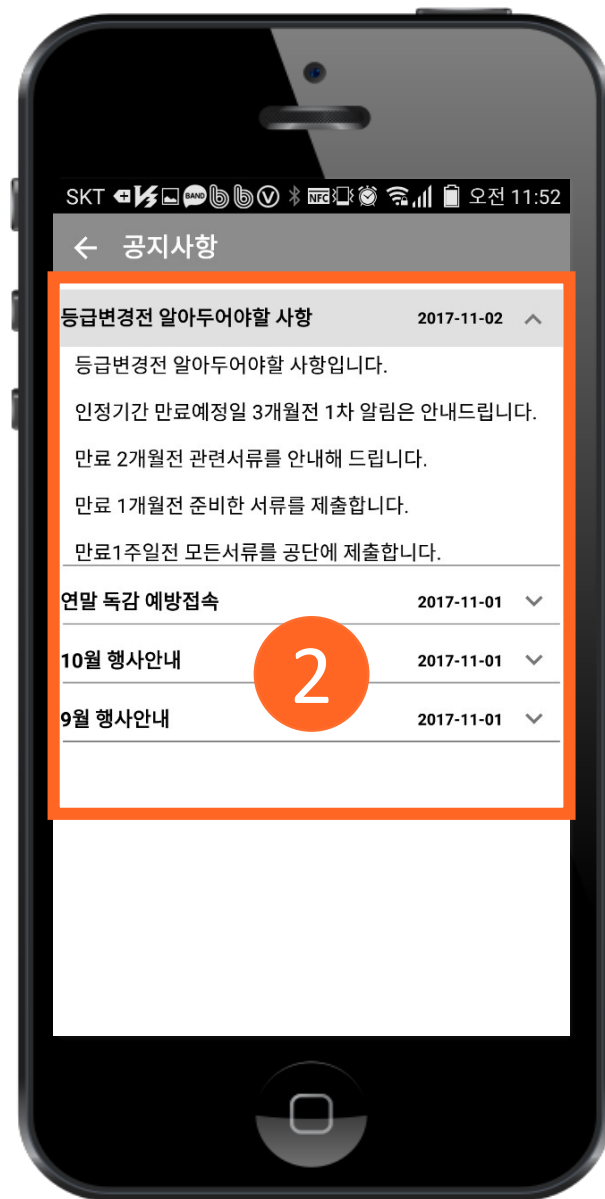 SKT BAND NFC 오전 11:52
공지사항
등급변경전 알아두어야할 사항 2017-11-02
등급변경전 알아두어야할 사항입니다.
인정기간 만료예정일 3개월전 1차 알림은 안내드립니다.
만료 2개월전 관련서류를 안내해 드립니다.
만료 1개월전 준비한 서류를 제출합니다.
만료1주일전 모든서류를 공단에 제출합니다.
연말 독감 예방접속 2017-11-01
10월 행사안내 2017-11-01
2
9월 행사안내 2017-11-01